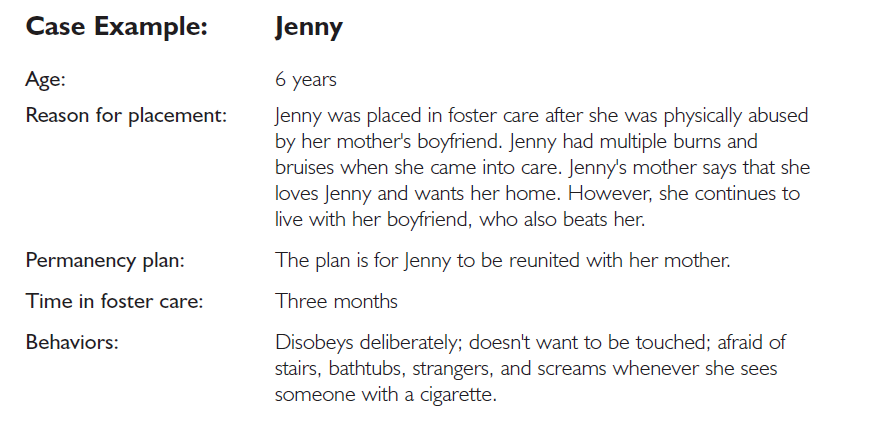 Case Example: Jenny
Age: 6 years
Reason for placement: Jenny was placed in foster care after she was physically abused
by her mother's boyfriend. Jenny had multiple burns and
bruises when she came into care. Jenny's mother says that she
loves Jenny and wants her home. However, she continues to
live with her boyfriend, who also beats her.
Permanency plan: The plan is for Jenny to be reunited with her mother.
Time in foster care: Three months
Behaviors: Disobeys deliberately; doesn't want to be touched; afraid of
stairs, bathtubs, strangers, and screams whenever she sees
someone with a cigarette.